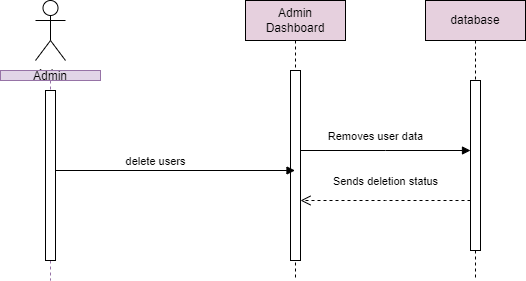 Admin
Dashboard
database
Admin
Removes user data
delete users
Sends deletion status